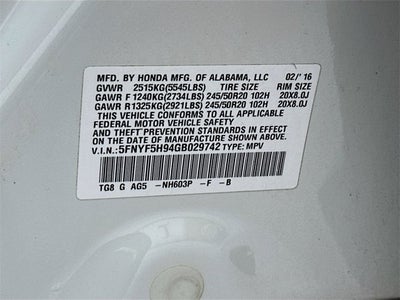 MFD. BY HONDA MFG. OF ALABAMA, LLC 02/'16
GVWR 2515KG(5545LBS) TIRE SIZE RIM SIZE
GAWR F 1240KG(2734LBS) 245/50R20 102H 20X8.0J
GAWR R1325KG(2921LBS) 245/50R20 102H 20X8.0J
THIS VEHICLE CONFORMS TO ALL APPLICABLE
FEDERAL MOTOR VEHICLE SAFETY, BUMPER,
AND THEFT PREVENTION STANDARDS IN EFFECT
ON THE DATE OF MANUFACTURE SHOWN ABOVE.
V.I.N.: 5FNYF5H94GB029742 TYPE: MPV
TG8 G AG5 -NH603P -F -B